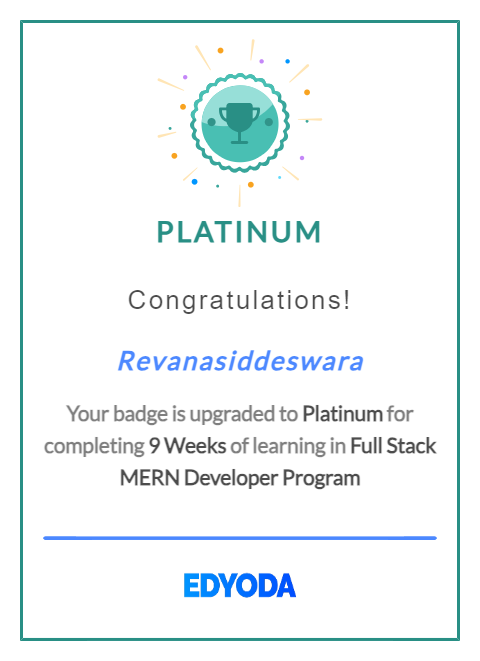 PLATINUM
Congratulations!
Revanasiddeswara
Your badge is upgraded to Platinum for
completing 9 Weeks of learning in Full Stack
MERN Developer Program
EDYODA